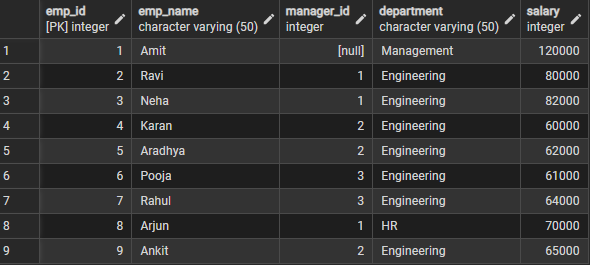 emp_id emp_name manager_id department salary
[PK] integer character varying (50) integer character varying (50) integer
1 1 Amit [null] Management 120000
2 2 Ravi 1 Engineering 80000
3 3 Neha 1 Engineering 82000
4 4 Karan 2 Engineering 60000
5 5 Aradhya 2 Engineering 62000
6 6 Pooja 3 Engineering 61000
7 7 Rahul 3 Engineering 64000
8 8 Arjun 1 HR 70000
9 9 Ankit 2 Engineering 65000